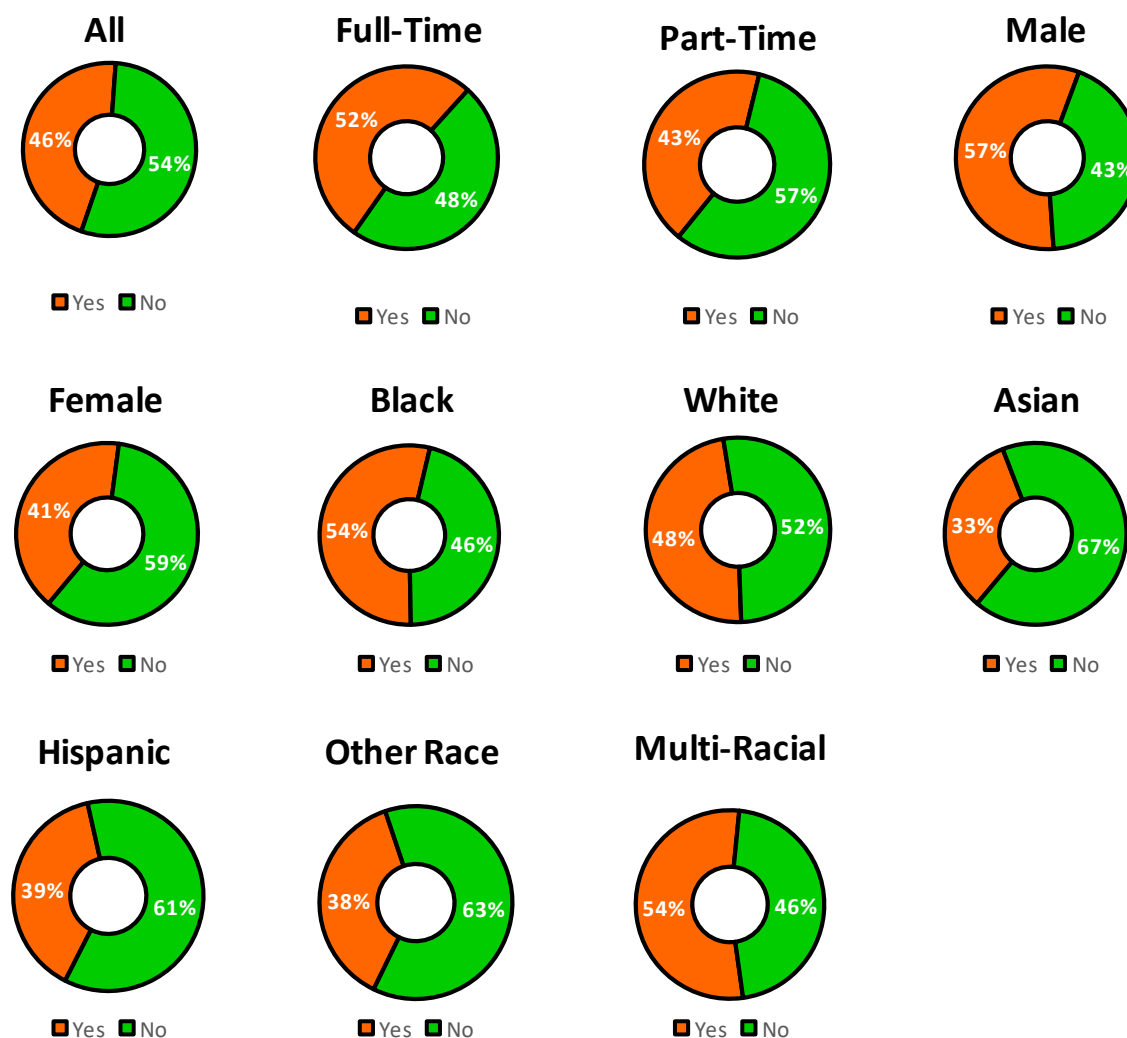 All
Full-Time
Part-Time
Male
46%
54%
52%
48%
43%
57%
57%
43%
Yes No
Yes No
Yes No
Yes No
Female
Black
White
Asian
41%
59%
54%
46%
48%
52%
33%
67%
Yes No
Yes No
Yes No
Yes No
Hispanic
Other Race
Multi-Racial
39%
61%
38%
63%
54%
46%
Yes No
Yes No
Yes No